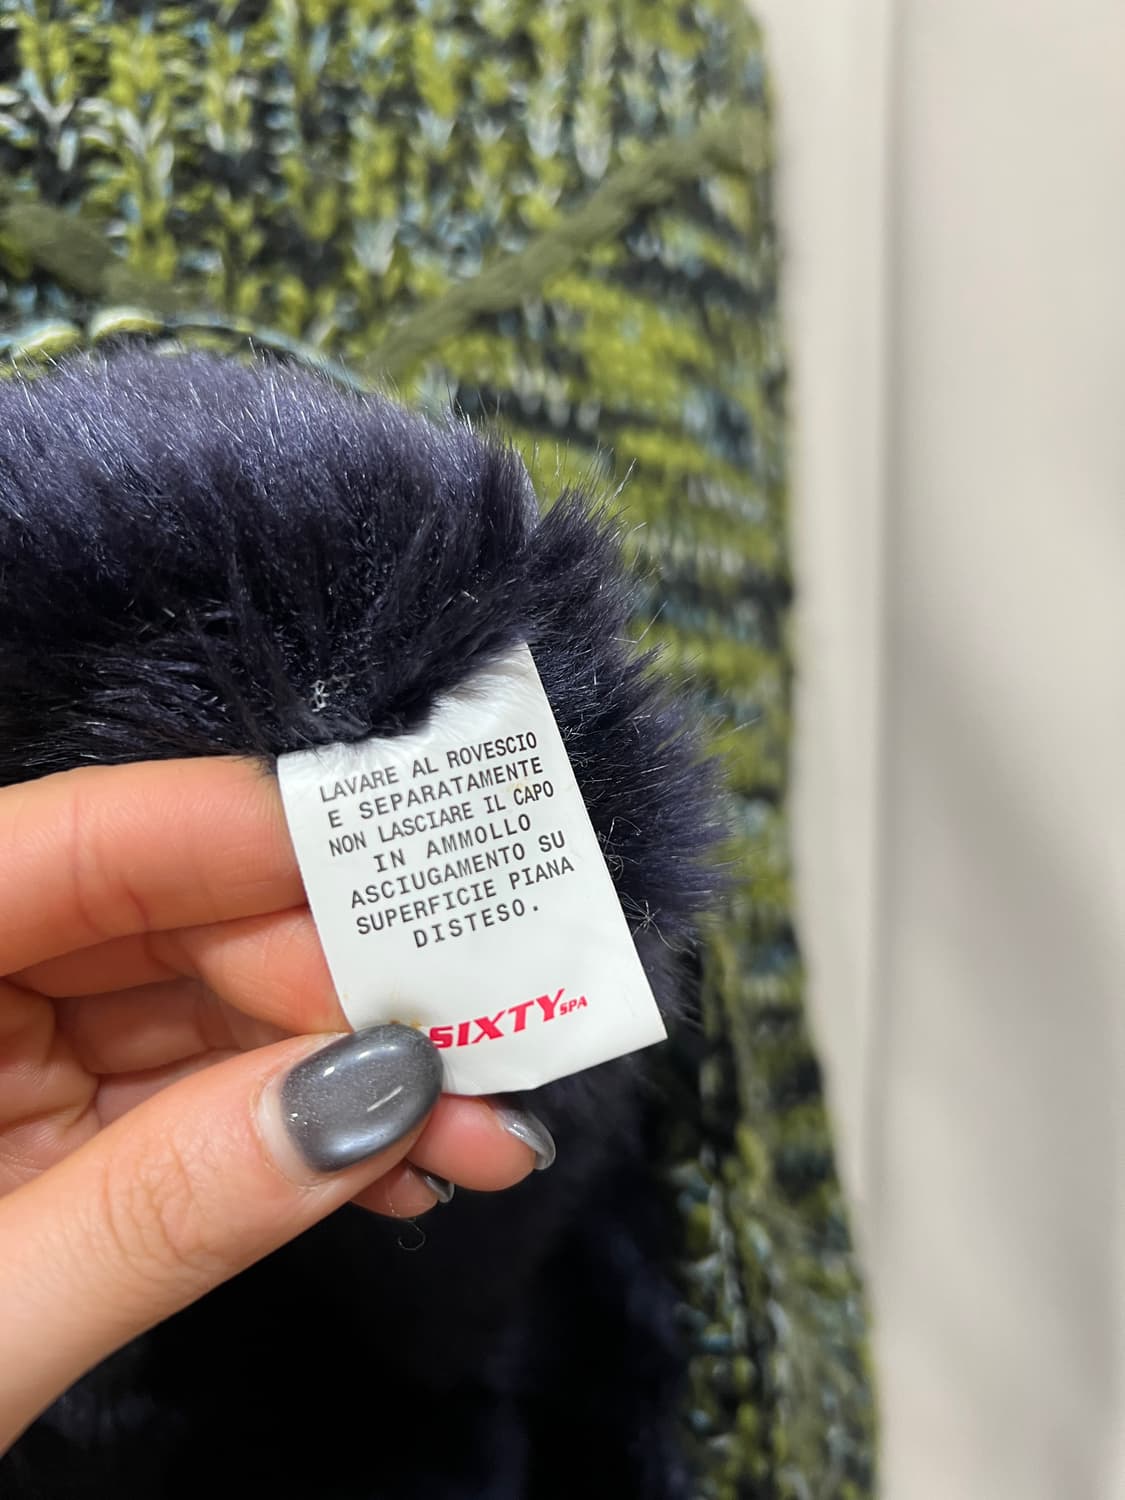 LAVARE AL ROVESCIO
E SEPARATAMENTE
NON LASCIARE IL CAPO
IN AMMOLLO
ASCIUGAMENTO SU
SUPERFICIE PIANA
DISTESO.
SIXTY SPA